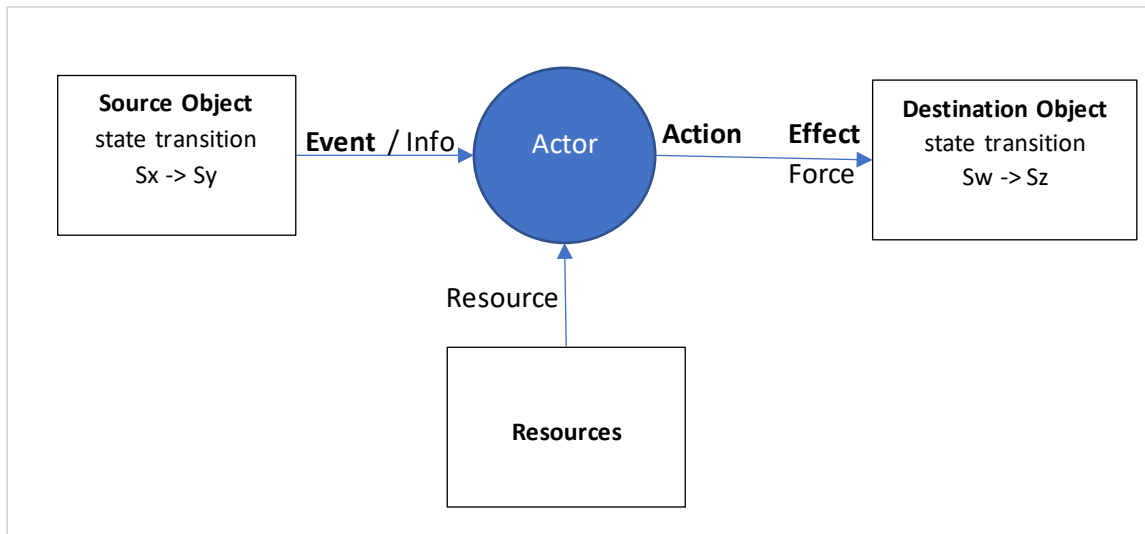 Source Object
state transition
Sx -> Sy
Event / Info
Actor
Action
Effect
Force
Destination Object
state transition
Sw -> Sz
Resource
Resources